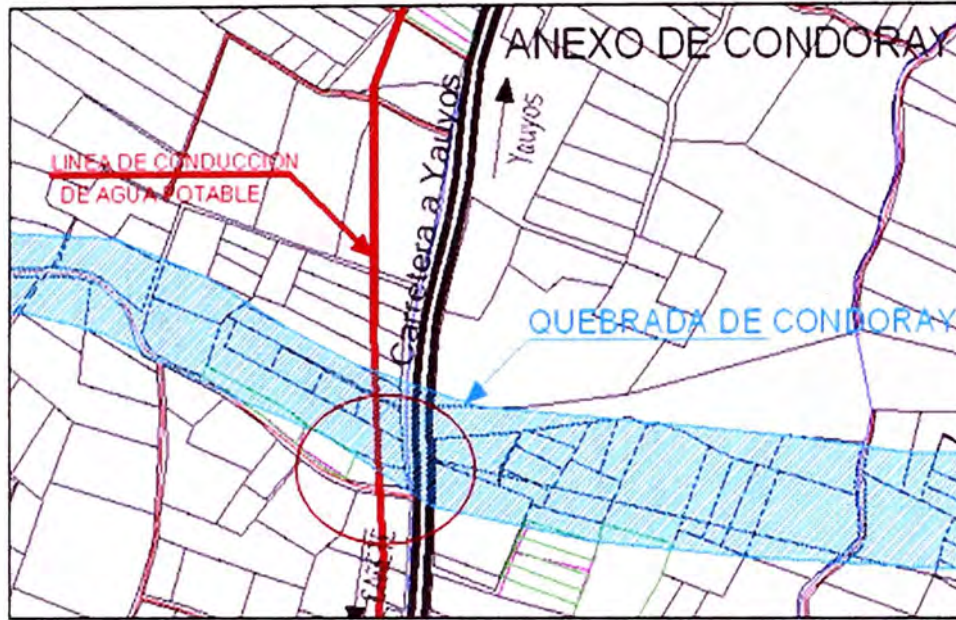 ANEXO DE CONDORAY
Yauyos
Carretera a Yauyos
LINEA DE CONDUCCION
DE AGUA POTABLE
QUEBRADA DE CONDORAY